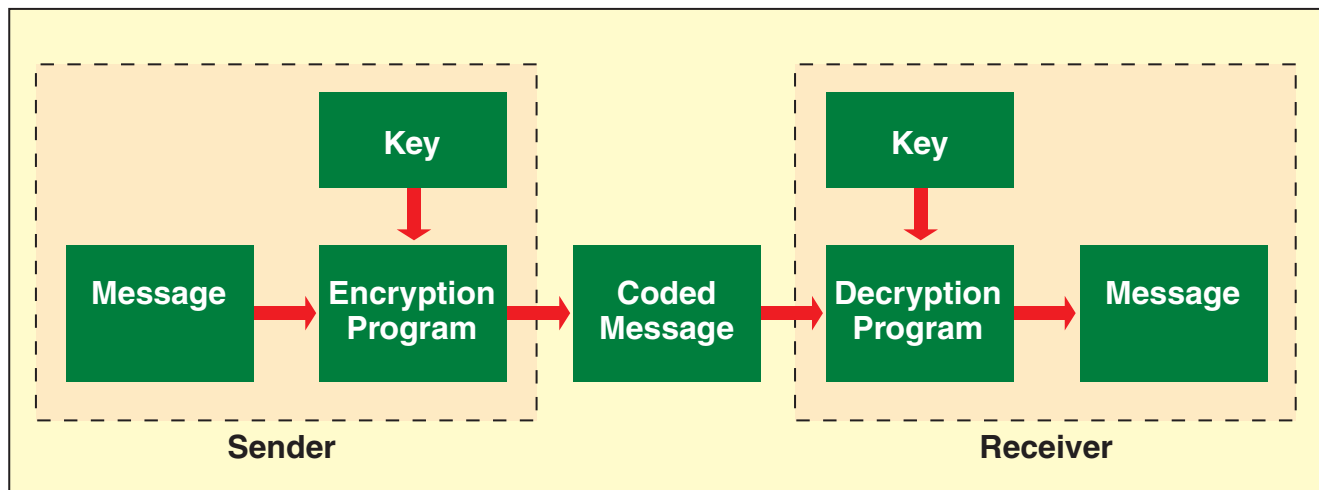 Key
Key
Message
Encryption
Program
Coded
Message
Decryption
Program
Message
Sender
Receiver